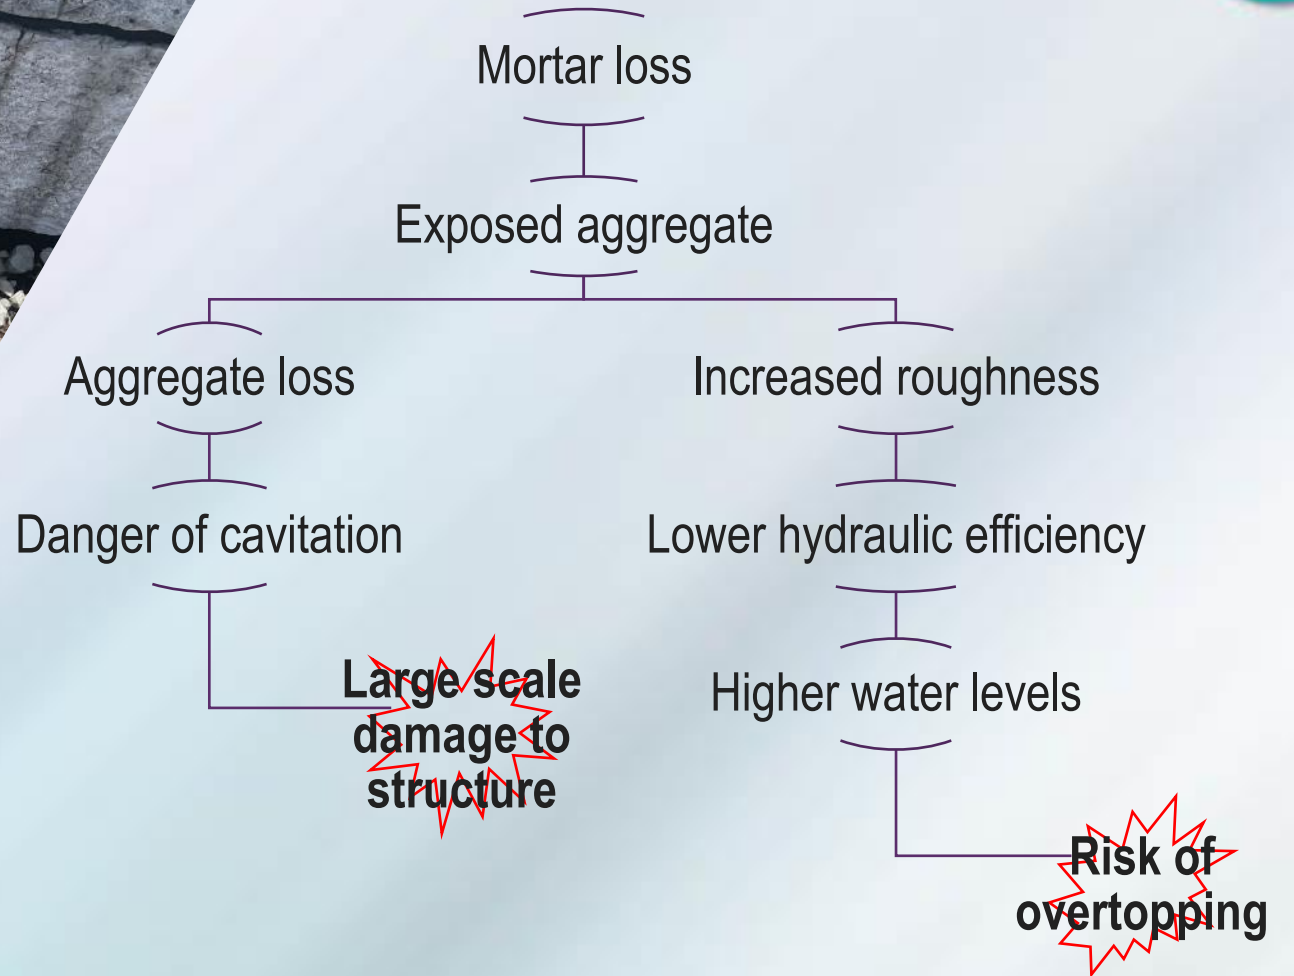 Mortar loss
Exposed aggregate
Aggregate loss
Increased roughness
Danger of cavitation
Lower hydraulic efficiency
Large scale
damage to
structure
Higher water levels
Risk of
overtopping